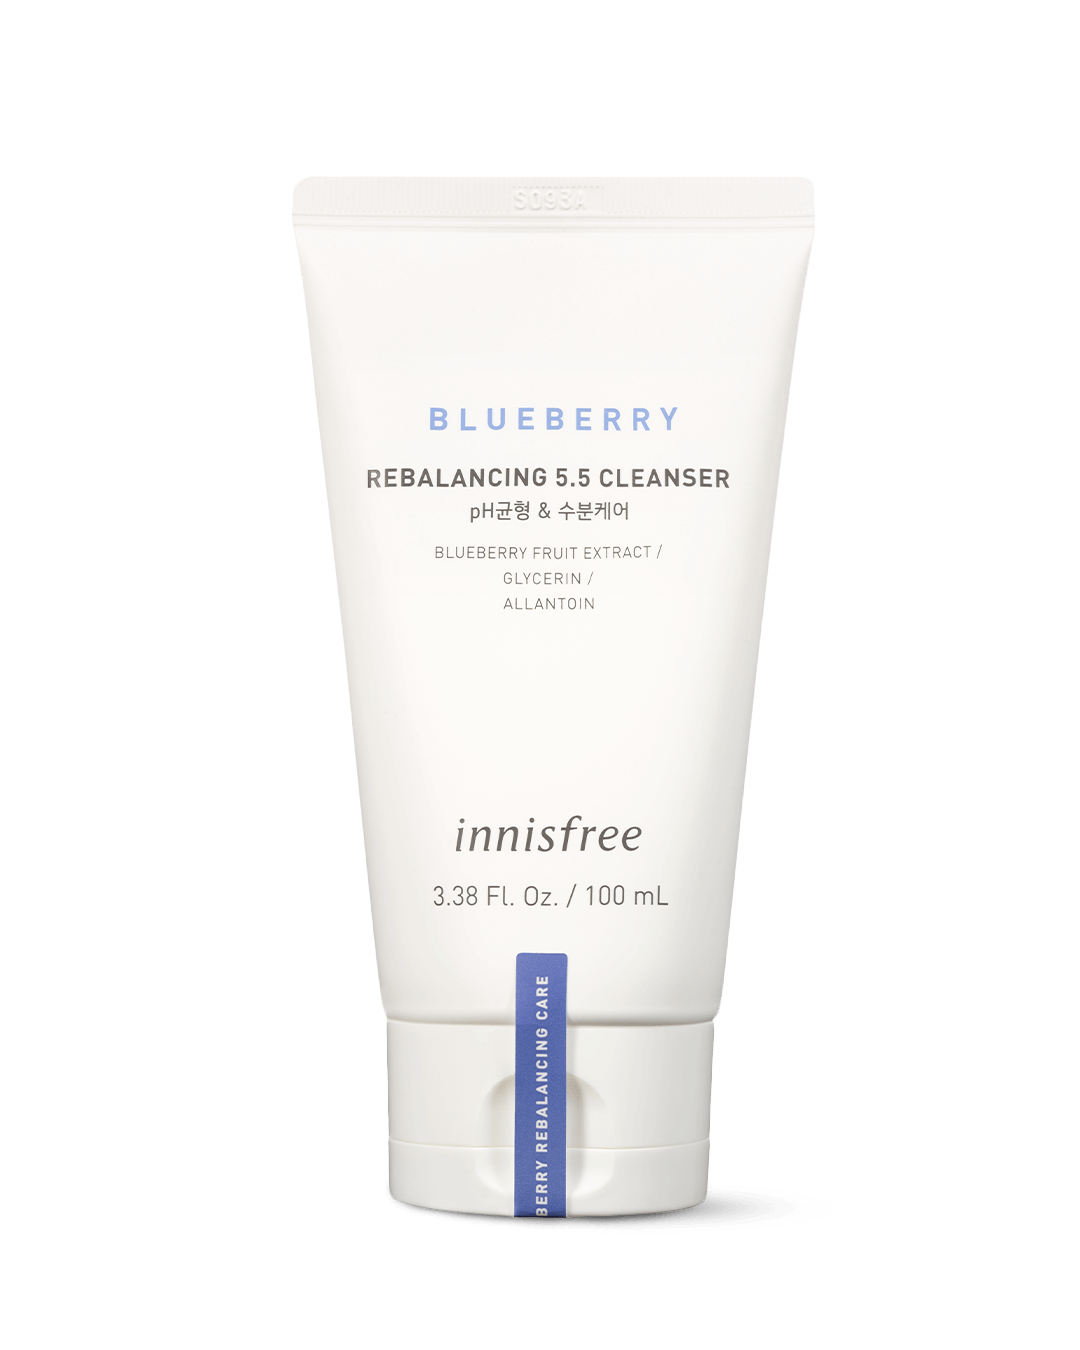 S093A
BLUEBERRY
REBALANCING 5.5 CLEANSER
pH균형 & 수분케어
BLUEBERRY FRUIT EXTRACT /
GLYCERIN /
ALLANTOIN
innisfree
3.38 Fl. Oz. / 100 mL
BERRY REBALANCING CARE